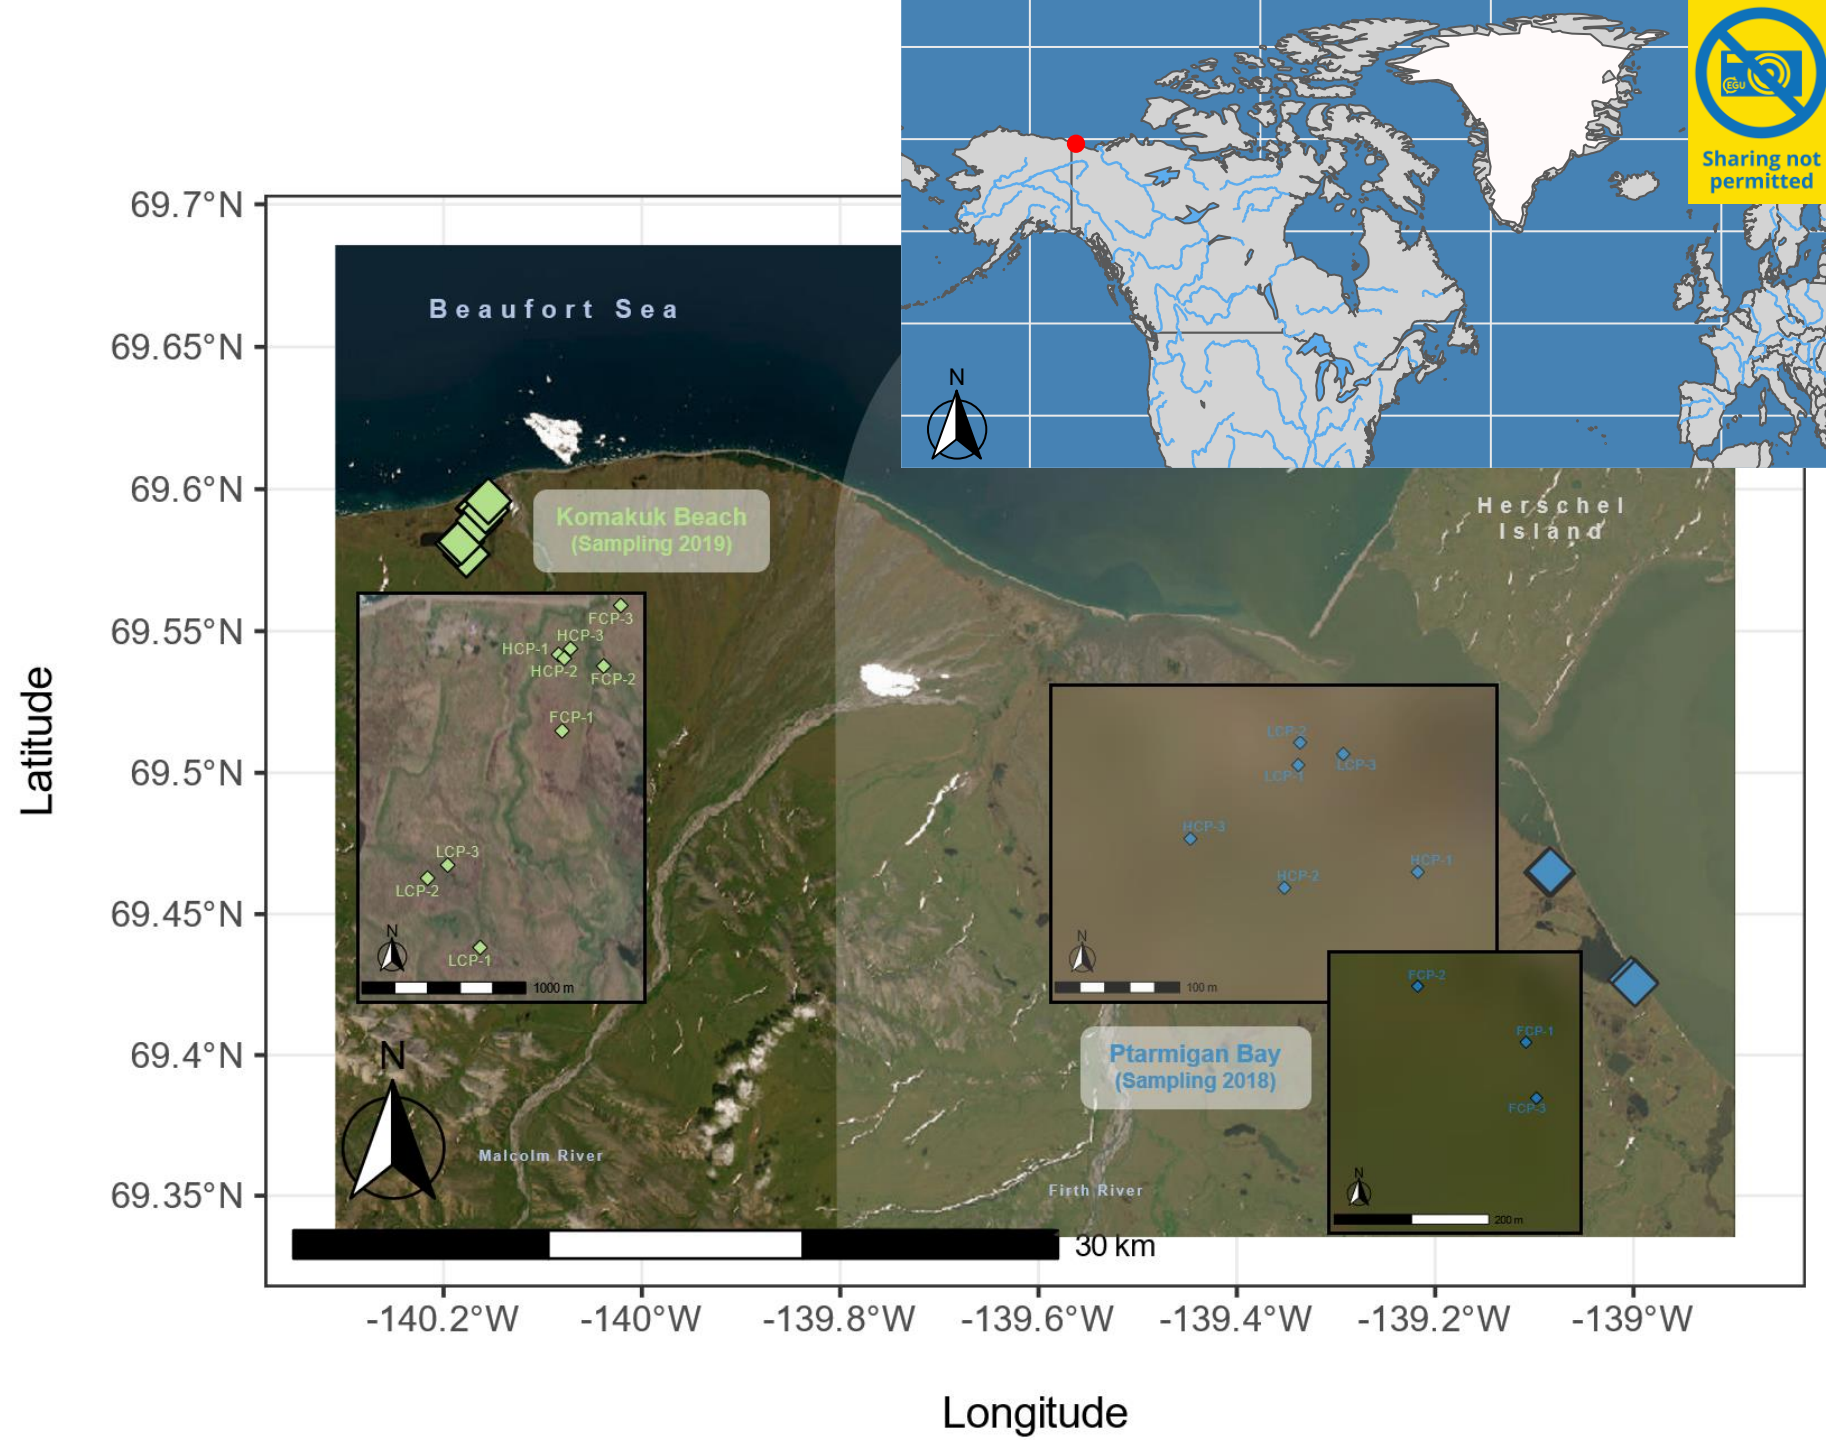 N
EGU
Sharing not
permitted
69.7°N
69.65°N
69.6°N
69.55°N
69.5°N
69.45°N
69.4°N
69.35°N
Latitude
Beaufort Sea
Herschel
Island
Komakuk Beach
(Sampling 2019)
FCP-3
HCP-3
HCP-1
HCP-2
FCP-2
FCP-1
LCP-3
LCP-2
LCP-1
N
1000 m
LCP-2
LCP-3
LCP-1
HCP-3
HCP-1
HCP-2
N
100 m
FCP-2
FCP-1
FCP-3
N
200 m
Ptarmigan Bay
(Sampling 2018)
N
Malcolm River
Firth River
30 km
-140.2°W
-140°W
-139.8°W
-139.6°W
-139.4°W
-139.2°W
-139°W
Longitude